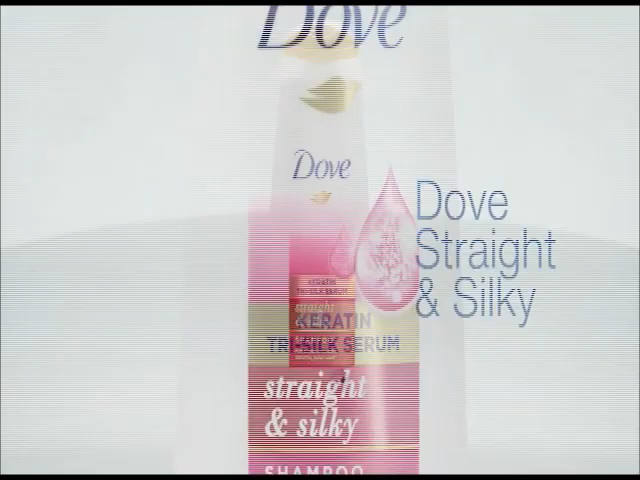 Dove
Dove
Dove
Straight
& Silky
KERATIN
TRI-SILK SERUM
straight
KERATIN
TRI-SILK SERUM
straight
& silky
SHAMPOO